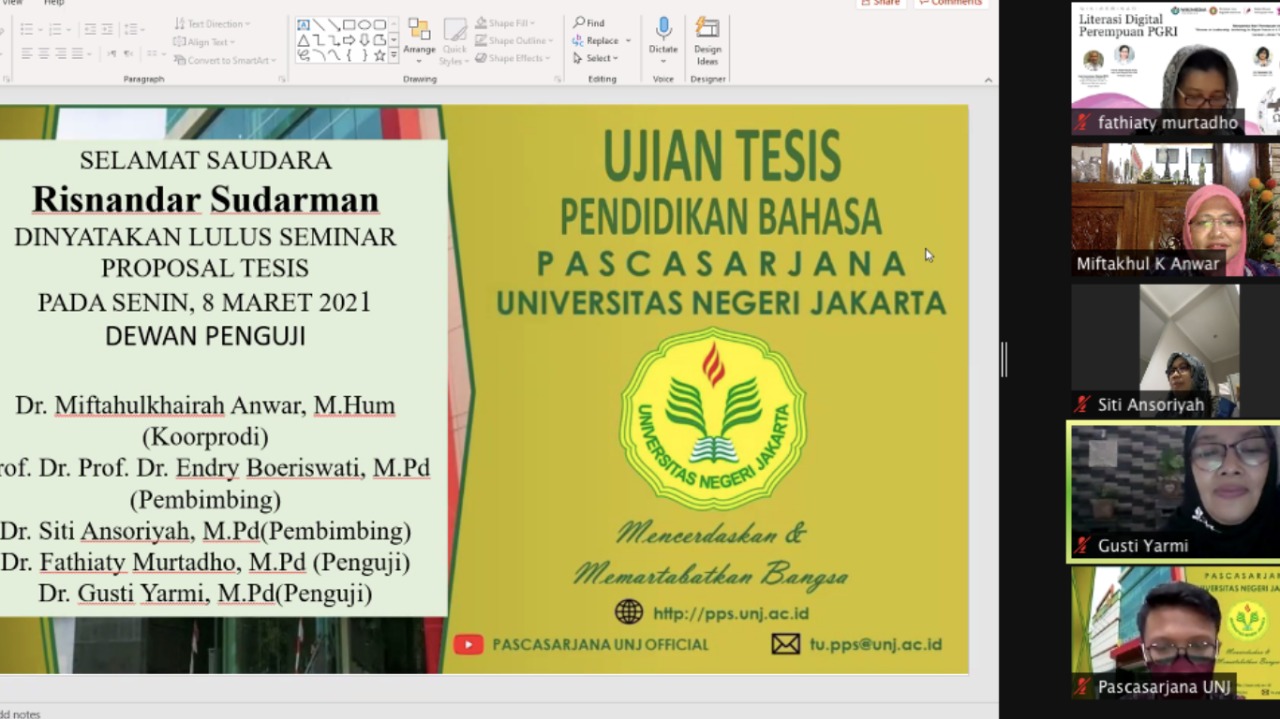 View Help
Share Comments
Text Direction
Align Text
Convert to SmartArt
Paragraph
Arrange
Quick Styles
Shape Fill
Shape Outline
Shape Effects
Drawing
Find
Replace
Select
Editing
Dictate
Voice
Design Ideas
Designer
SELAMAT SAUDARA
Risnandar Sudarman
DINYATAKAN LULUS SEMINAR
PROPOSAL TESIS
PADA SENIN, 8 MARET 2021
DEWAN PENGUJI
Dr. Miftahulkhairah Anwar, M.Hum
(Koorprodi)
rof. Dr. Prof. Dr. Endry Boeriswati, M.Pd
(Pembimbing)
Dr. Siti Ansoriyah, M.Pd(Pembimbing)
Dr. Fathiaty Murtadho, M.Pd (Penguji)
Dr. Gusti Yarmi, M.Pd(Penguji)
UJIAN TESIS
PENDIDIKAN BAHASA
PASCASARJANA
UNIVERSITAS NEGERI JAKARTA
UNIVERSITAS NEGERI JAKARTA
Mencerdaskan &
Memartabatkan Bangsa
http://pps.unj.ac.id
PASCASARJANA UNJ OFFICIAL
tu.pps@unj.ac.id
dd notes
Literasi Digital
Perempuan PGRI
fathiaty murtadho
Miftakhul K Anwar
Siti Ansoriyah
Gusti Yarmi
Pascasarjana UNJ